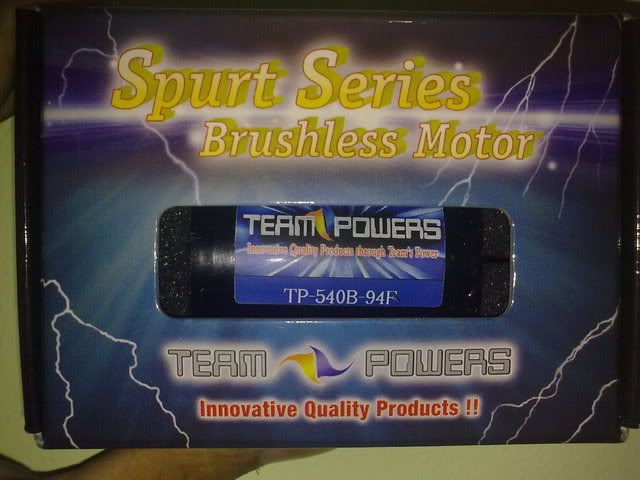 Spurt Series
Brushless Motor
TEAM POWERS
Innovative Quality Products through Team's Power
TP-540B-94F
TEAM POWERS
Innovative Quality Products !!